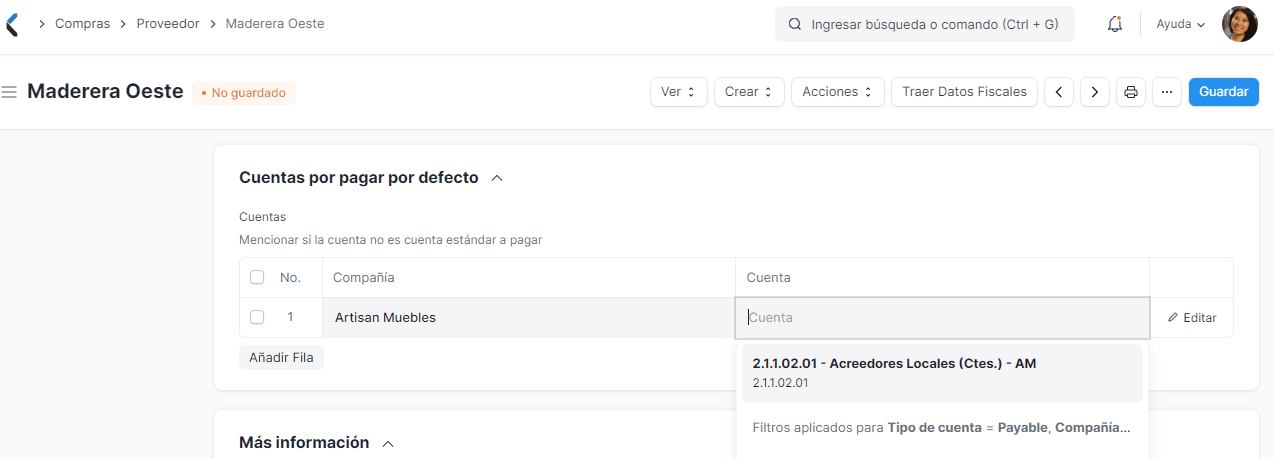 Compras
Proveedor
Maderera Oeste
Ingresar búsqueda o comando (Ctrl + G)
Ayuda
Maderera Oeste
No guardado
Ver
Crear
Acciones
Traer Datos Fiscales
...
Guardar
Cuentas por pagar por defecto
Cuentas
Mencionar si la cuenta no es cuenta estándar a pagar
No.
Compañía
Cuenta
1
Artisan Muebles
Cuenta
Editar
Añadir Fila
2.1.1.02.01 - Acreedores Locales (Ctes.) - AM
2.1.1.02.01
Filtros aplicados para Tipo de cuenta = Payable, Compañía...
Más información